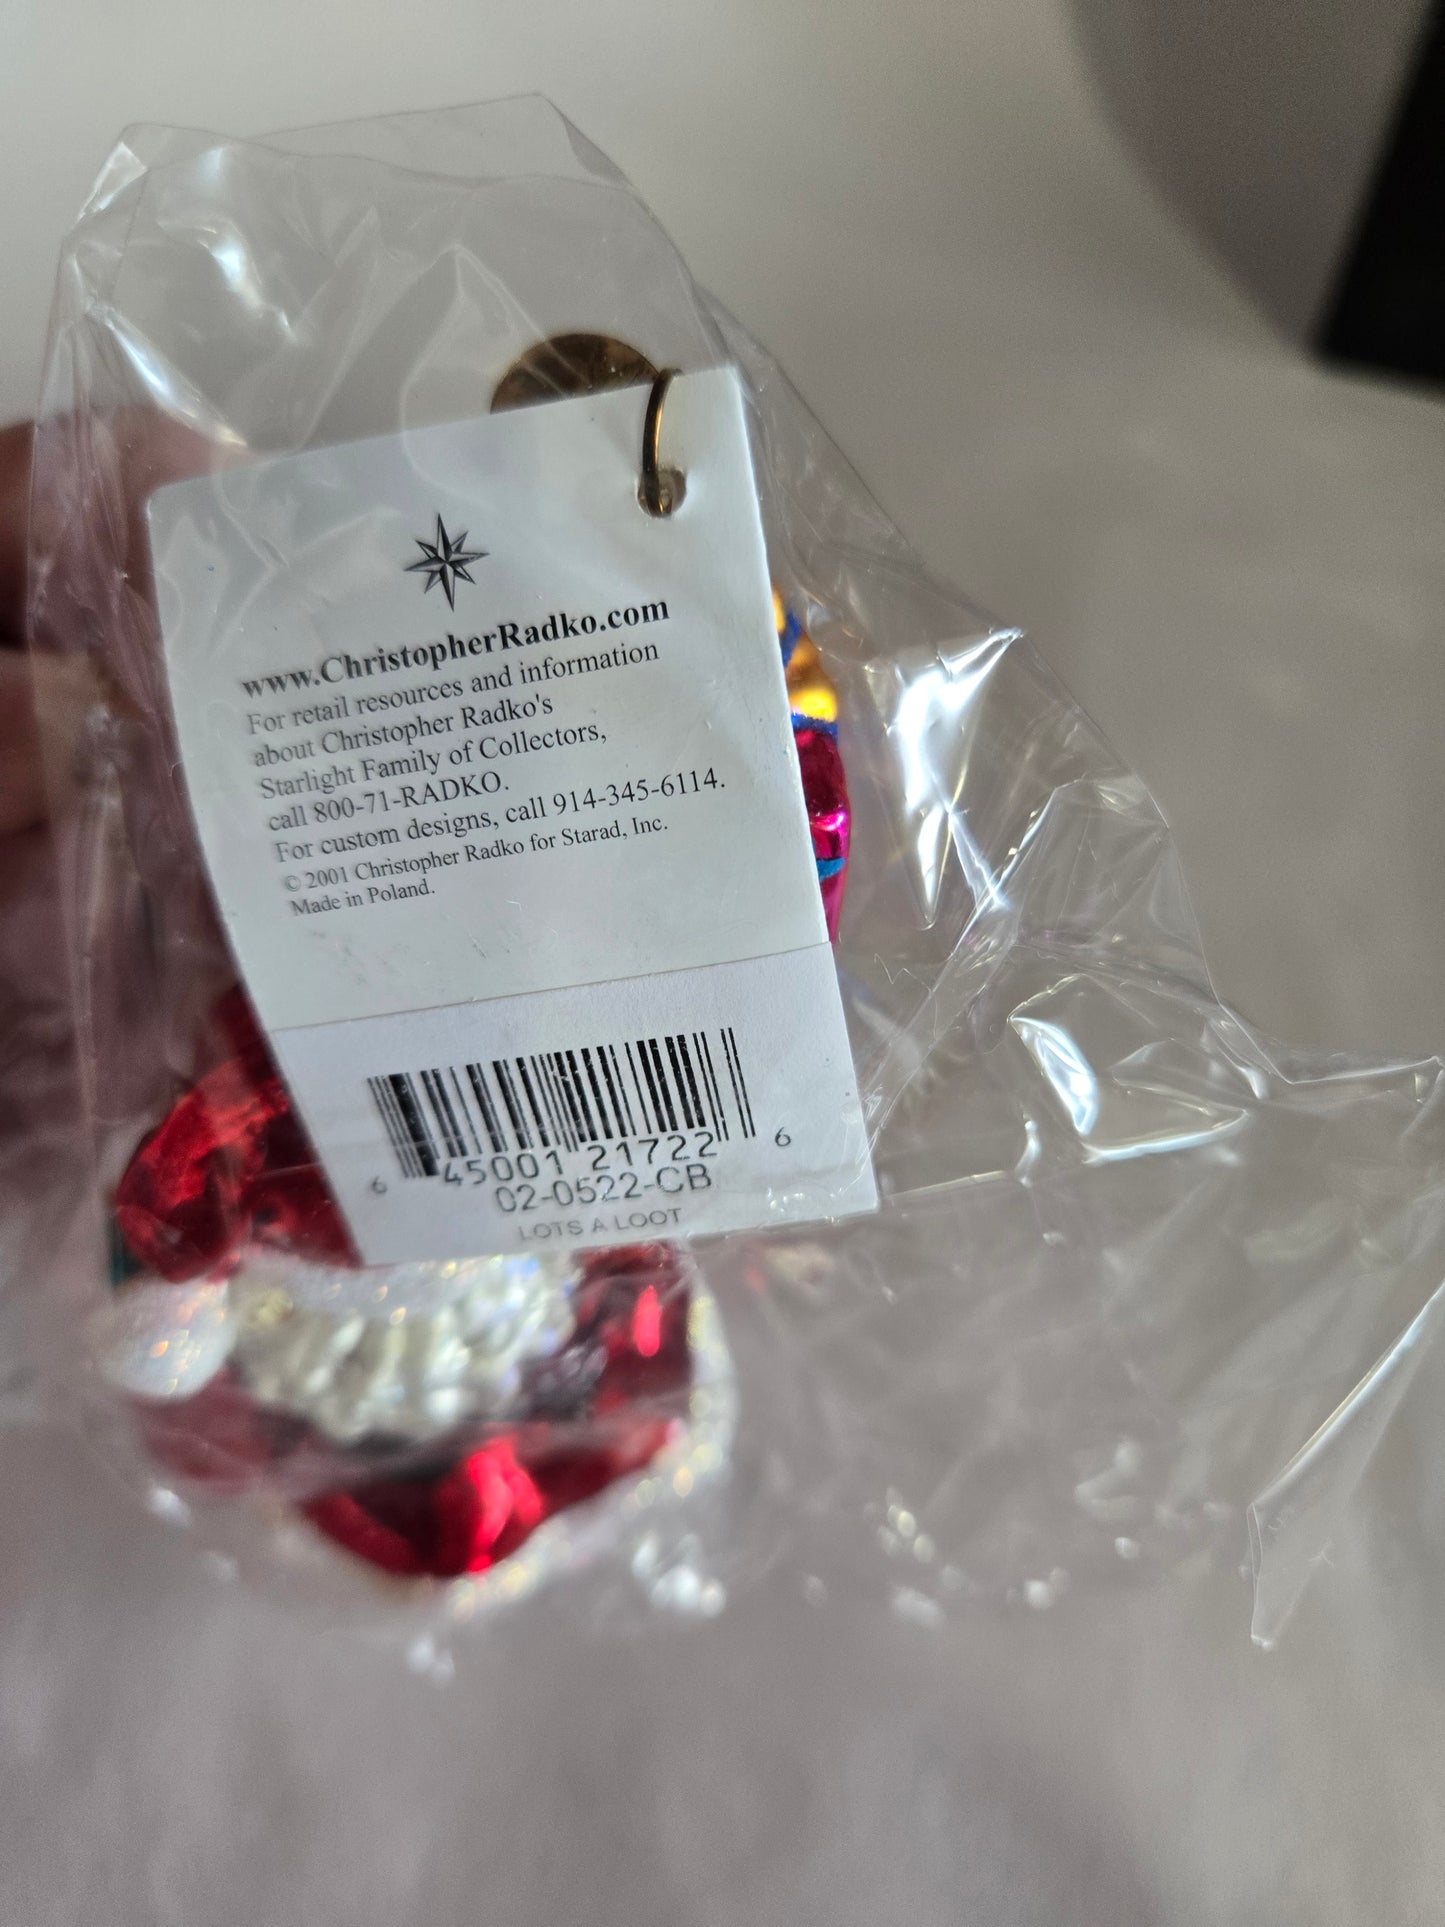 www.ChristopherRadko.com
For retail resources and information
about Christopher Radko's
Starlight Family of Collectors,
call 800-71-RADKO.
For custom designs, call 914-345-6114.
© 2001 Christopher Radko for Starad, Inc.
Made in Poland.
6 45001 21722 6
02-0522-CB
LOTS A LOOT